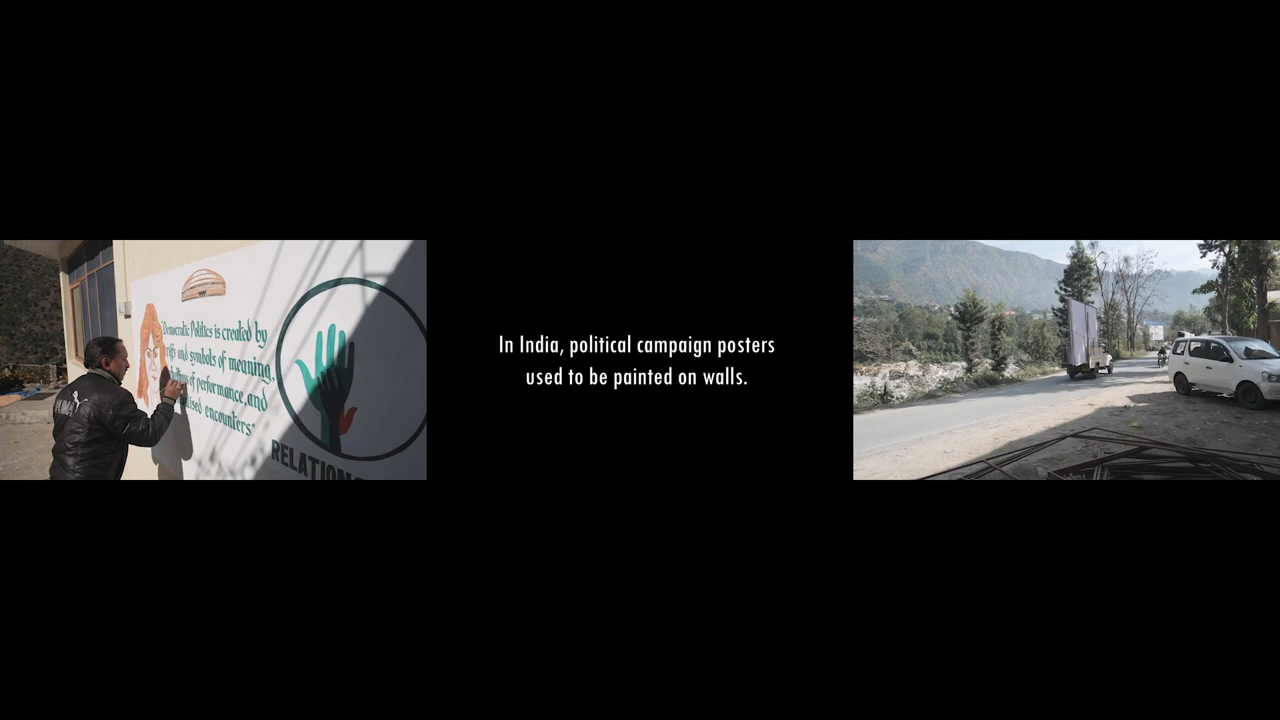 Democratic Politics is created by
and symbols of meaning,
of performance, and
encounters"
RELATION
PUMA
In India, political campaign posters
used to be painted on walls.